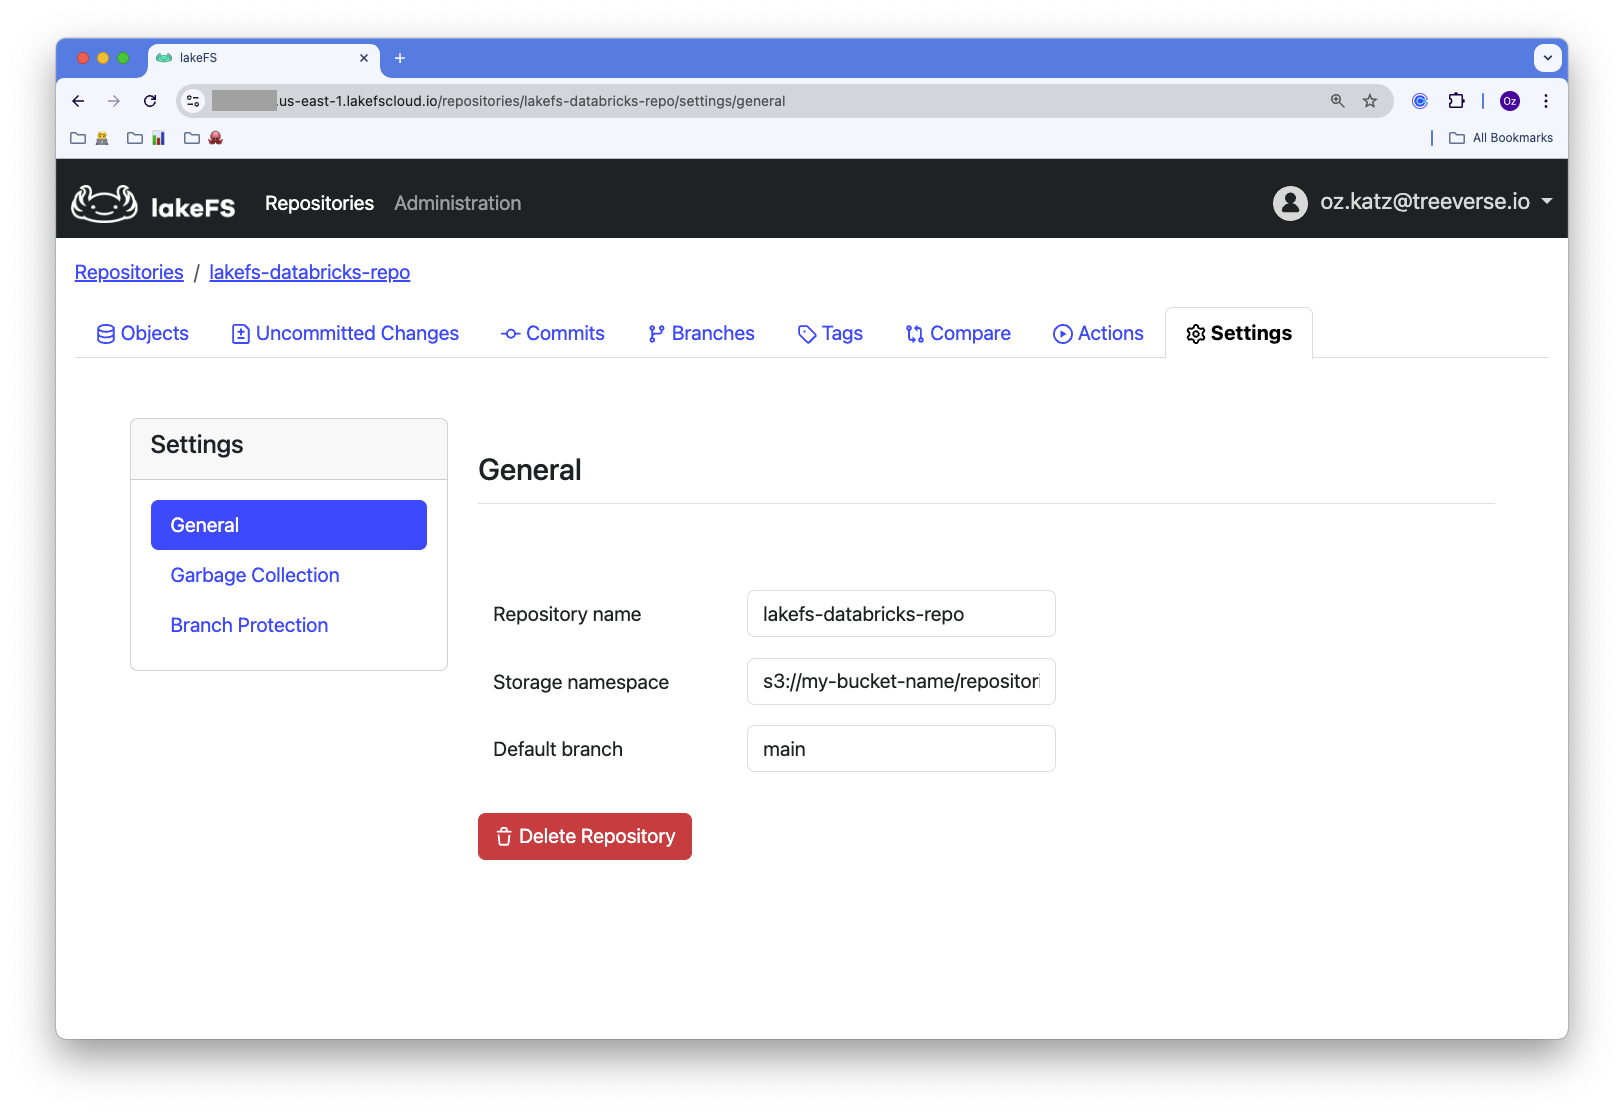 lakeFS
.us-east-1.lakefscloud.io/repositories/lakefs-databricks-repo/settings/general
Oz
All Bookmarks
lakeFS Repositories Administration oz.katz@treeverse.io
Repositories / lakefs-databricks-repo
Objects Uncommitted Changes Commits Branches Tags Compare Actions Settings
Settings
General
Garbage Collection
Branch Protection
General
Repository name lakefs-databricks-repo
Storage namespace s3://my-bucket-name/repositori
Default branch main
Delete Repository